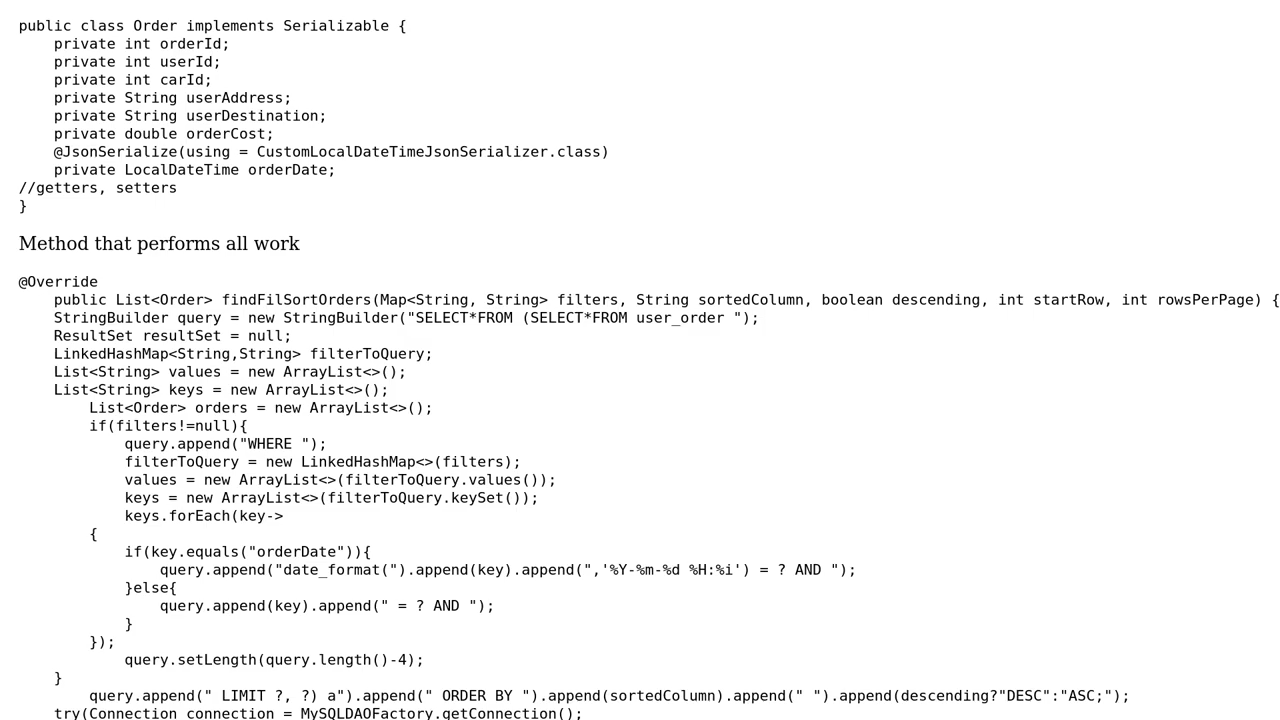 public class Order implements Serializable {
    private int orderId;
    private int userId;
    private int carId;
    private String userAddress;
    private String userDestination;
    private double orderCost;
    @JsonSerialize(using = CustomLocalDateTimeJsonSerializer.class)
    private LocalDateTime orderDate;
//getters, setters
}
Method that performs all work
@Override
    public List<Order> findFilSortOrders(Map<String, String> filters, String sortedColumn, boolean descending, int startRow, int rowsPerPage) {
    StringBuilder query = new StringBuilder("SELECT*FROM (SELECT*FROM user_order ");
    ResultSet resultSet = null;
    LinkedHashMap<String,String> filterToQuery;
    List<String> values = new ArrayList<>();
    List<String> keys = new ArrayList<>();
        List<Order> orders = new ArrayList<>();
        if(filters!=null){
            query.append("WHERE ");
            filterToQuery = new LinkedHashMap<>(filters);
            values = new ArrayList<>(filterToQuery.values());
            keys = new ArrayList<>(filterToQuery.keySet());
            keys.forEach(key->
        {
            if(key.equals("orderDate")){
                query.append("date_format(").append(key).append(",'%Y-%m-%d %H:%i') = ? AND ");
            }else{
                query.append(key).append(" = ? AND ");
            }
        });
            query.setLength(query.length()-4);
    }
        query.append(" LIMIT ?, ?) a").append(" ORDER BY ").append(sortedColumn).append(" ").append(descending?"DESC":"ASC;");
    try(Connection connection = MySQLDAOFactory.getConnection();